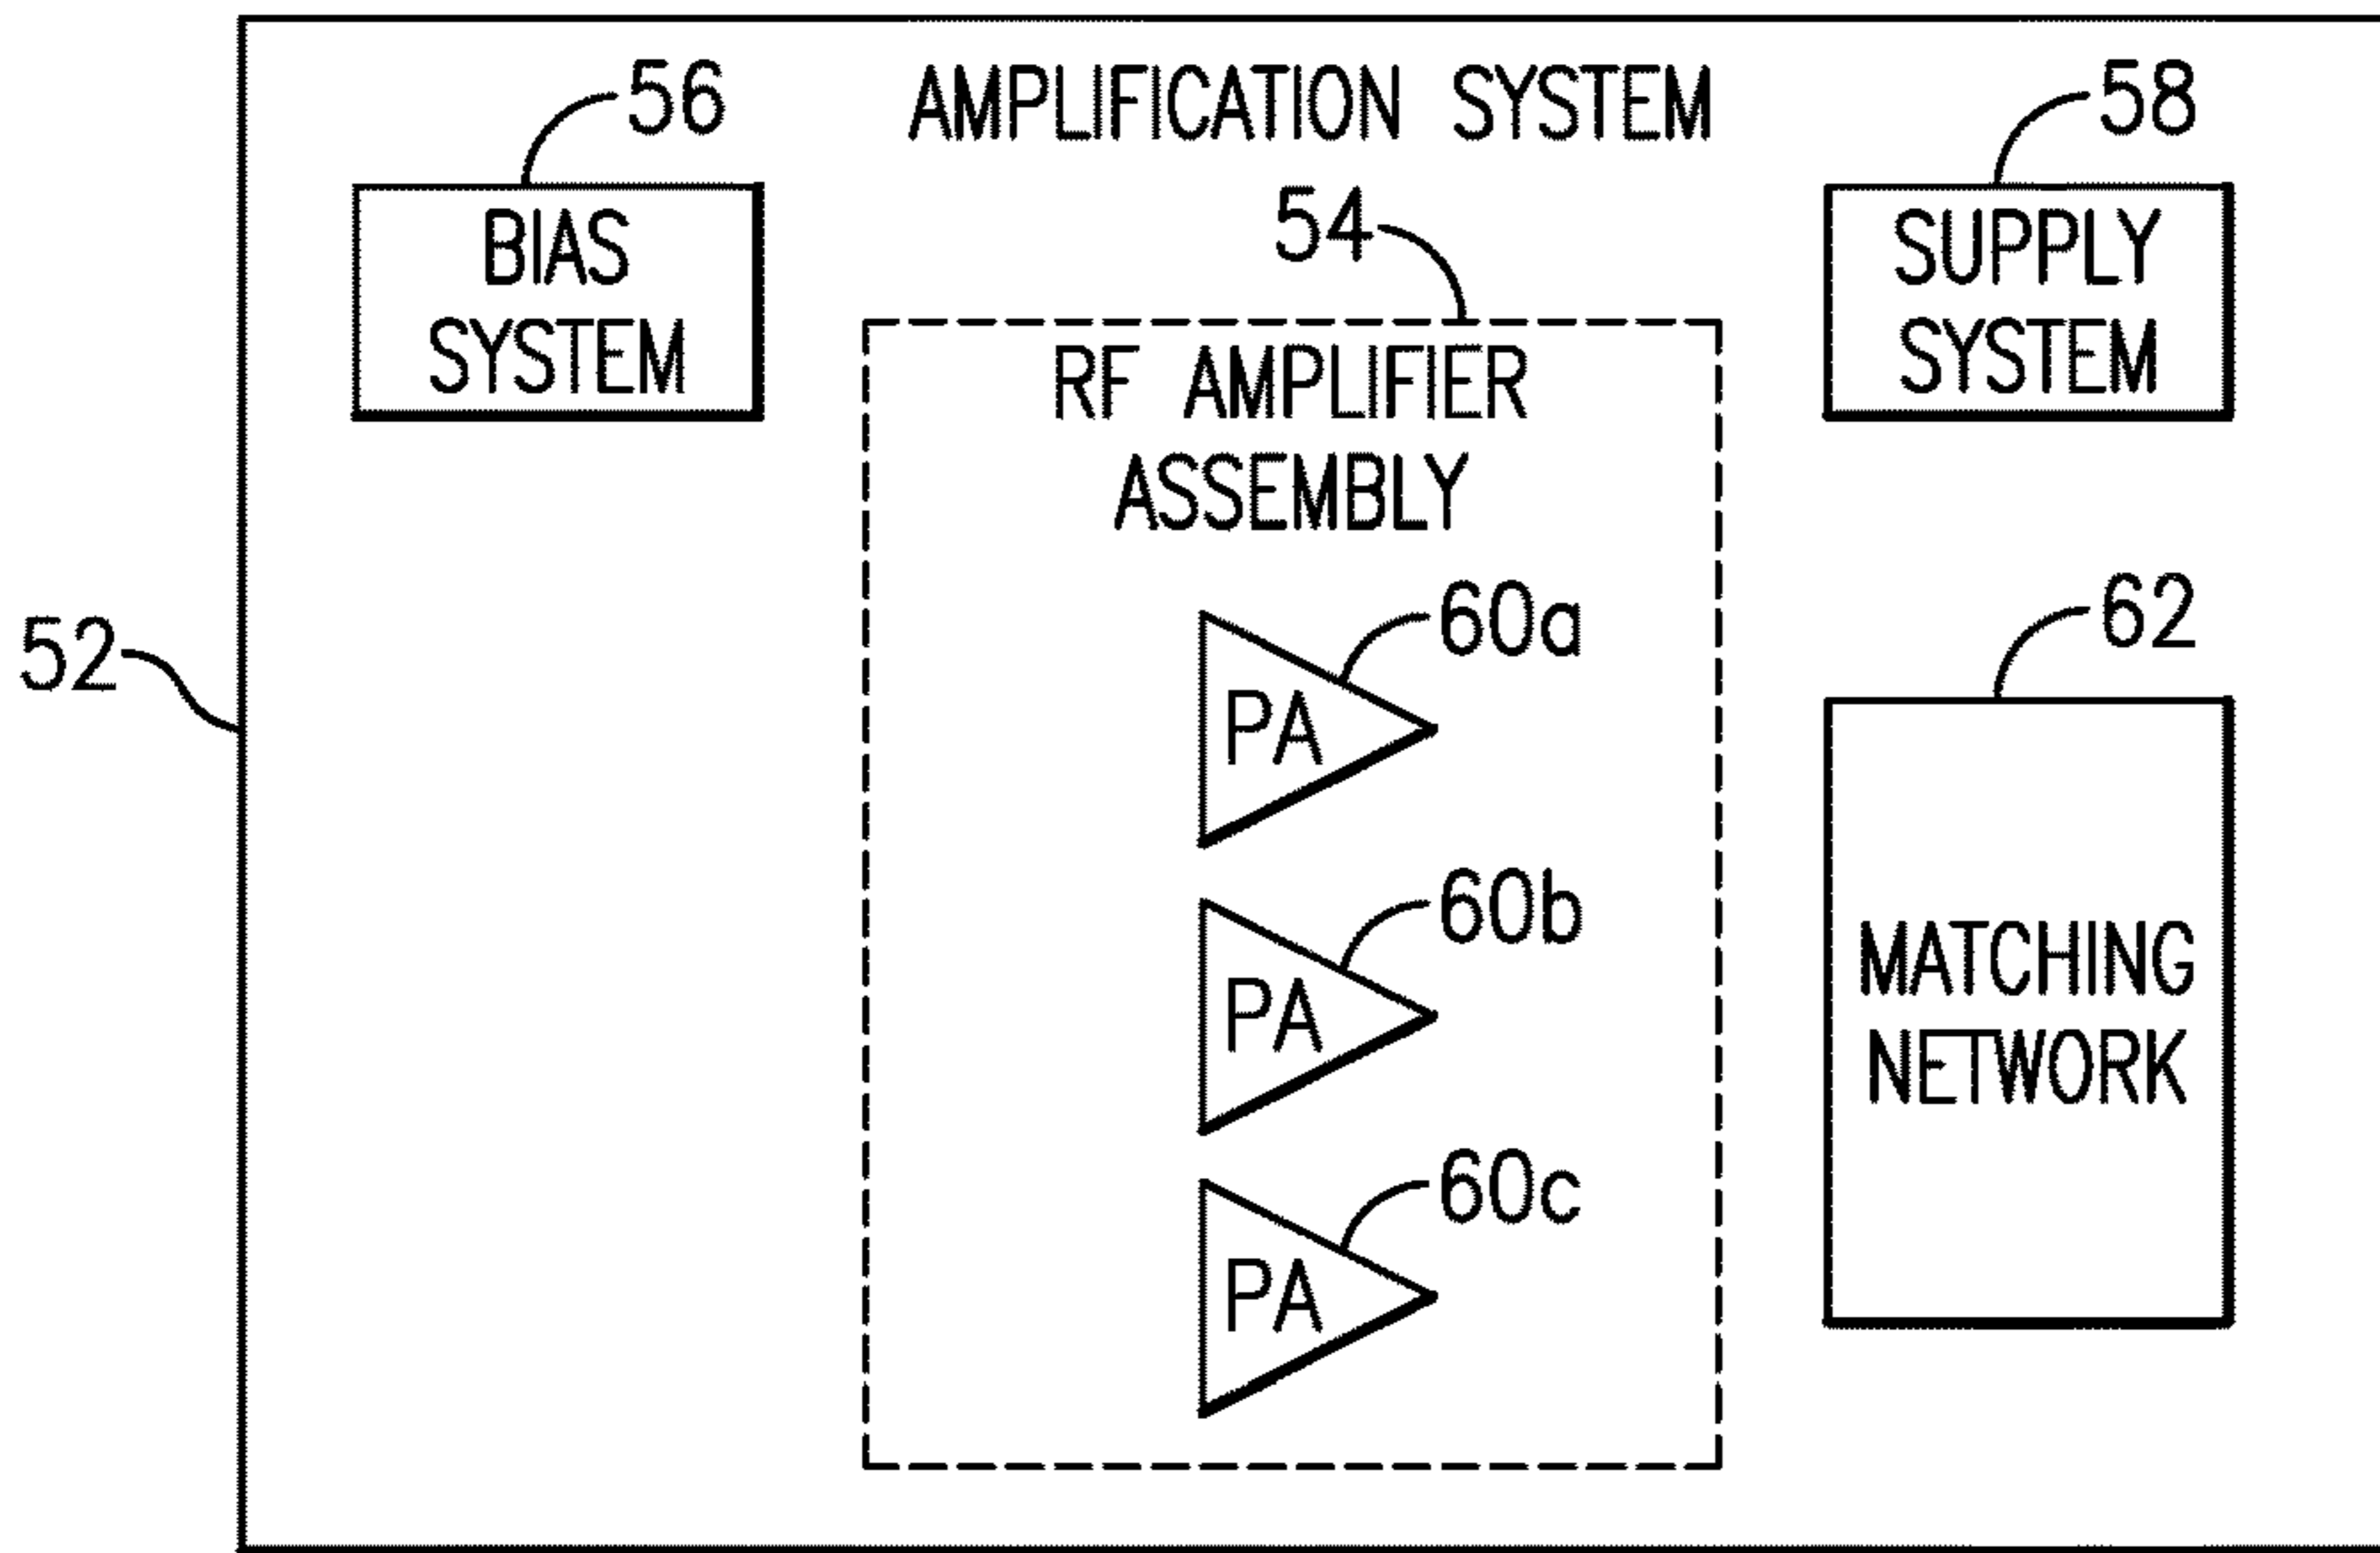 AMPLIFICATION SYSTEM
56
BIAS
SYSTEM
58
SUPPLY
SYSTEM
54
RF AMPLIFIER
ASSEMBLY
52
60a
PA
60b
PA
60c
PA
62
MATCHING
NETWORK